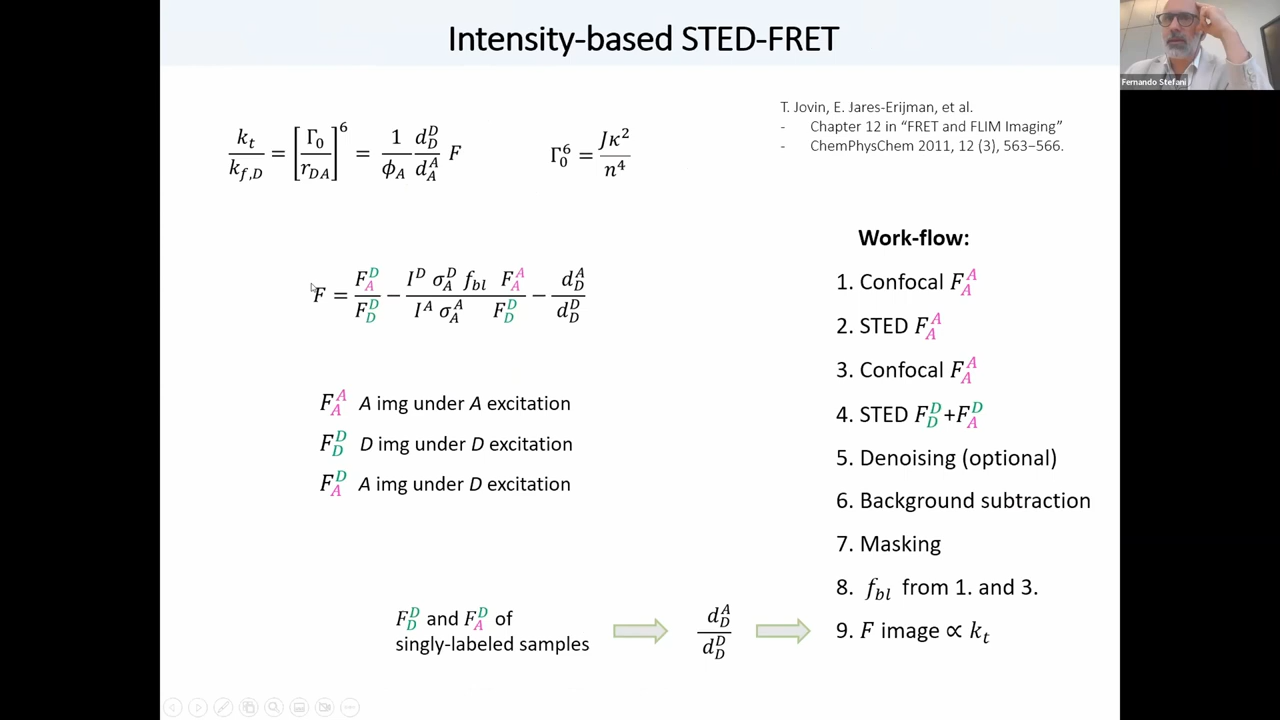 Intensity-based STED-FRET
Fernando Stefani
T. Jovin, E. Jares-Erijman, et al.
- Chapter 12 in “FRET and FLIM Imaging”
- ChemPhysChem 2011, 12 (3), 563–566.
k_t / k_{f,D} = [Γ_0 / r_{DA}]^6 = (1 / ϕ_A) (d_D^D / d_A^A) F
Γ_0^6 = Jκ^2 / n^4
F = F_A^D / F_D^D − (I^D σ_A^D f_{bl} F_A^A) / (I^A σ_A^A F_D^D) − d_D^A / d_D^D
F_A^A A img under A excitation
F_D^D D img under D excitation
F_A^D A img under D excitation
F_D^D and F_A^D of
singly-labeled samples
d_D^A / d_D^D
Work-flow:
1. Confocal F_A^A
2. STED F_A^A
3. Confocal F_A^A
4. STED F_D^D+F_A^D
5. Denoising (optional)
6. Background subtraction
7. Masking
8. f_{bl} from 1. and 3.
9. F image ∝ k_t